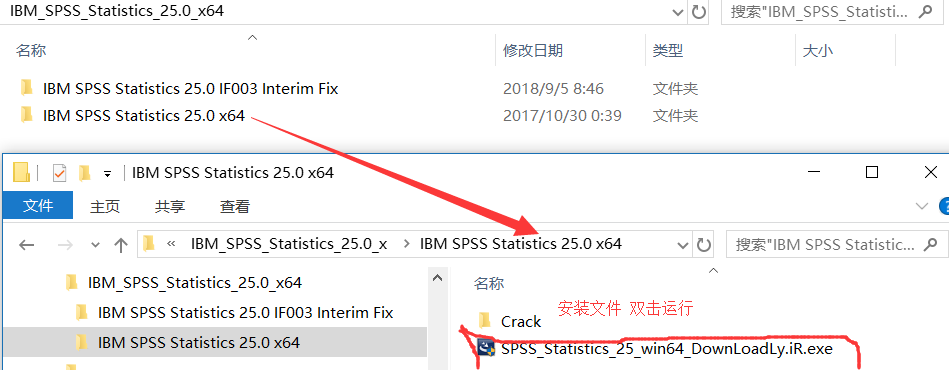 IBM_SPSS_Statistics_25.0_x64
搜索"IBM_SPSS_Statisti...
名称 修改日期 类型 大小
IBM SPSS Statistics 25.0 IF003 Interim Fix 2018/9/5 8:46 文件夹
IBM SPSS Statistics 25.0 x64 2017/10/30 0:39 文件夹
IBM SPSS Statistics 25.0 x64
文件 主页 共享 查看
« IBM_SPSS_Statistics_25.0_x > IBM SPSS Statistics 25.0 x64
搜索"IBM SPSS Statistic...
IBM_SPSS_Statistics_25.0_x64
IBM SPSS Statistics 25.0 IF003 Interim Fix
IBM SPSS Statistics 25.0 x64
名称
安装文件 双击运行
Crack
SPSS_Statistics_25_win64_DownLoadLy.iR.exe